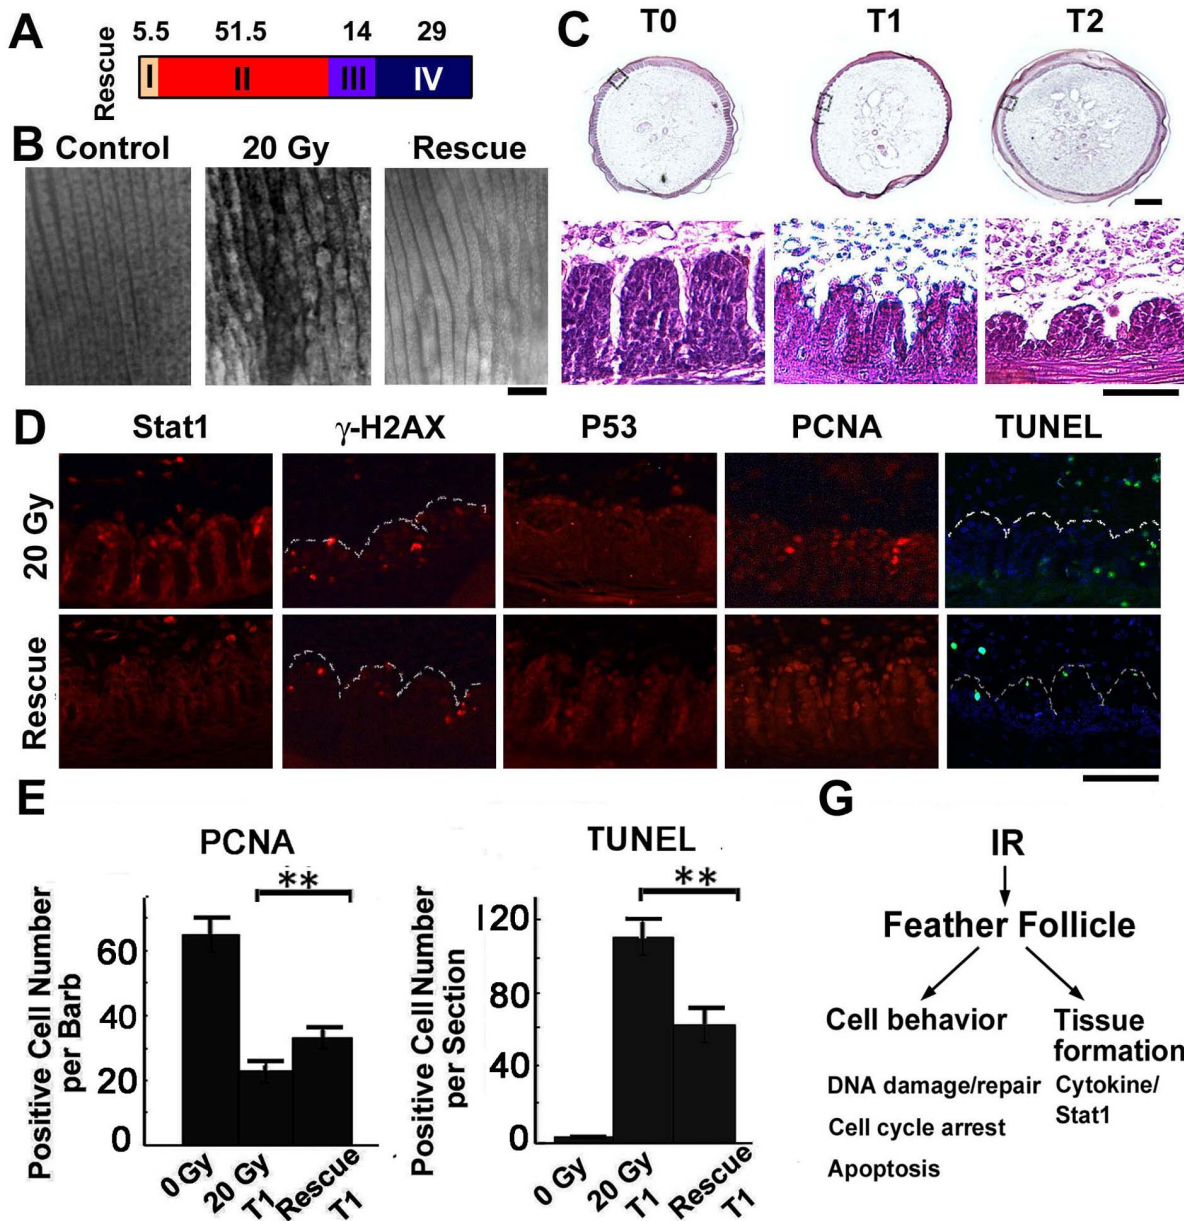 A
Rescue
5.5 51.5 14 29
I II III IV
B
Control 20 Gy Rescue
C
T0 T1 T2
D
Stat1 γ-H2AX P53 PCNA TUNEL
20 Gy
Rescue
E
PCNA
**
Positive Cell Number
per Barb
60
40
20
0
0 Gy
20 Gy
T1
Rescue
T1
TUNEL
**
Positive Cell Number
per Section
120
80
40
0
0 Gy
20 Gy
T1
Rescue
T1
G
IR
Feather Follicle
Cell behavior
DNA damage/repair
Cell cycle arrest
Apoptosis
Tissue
formation
Cytokine/
Stat1